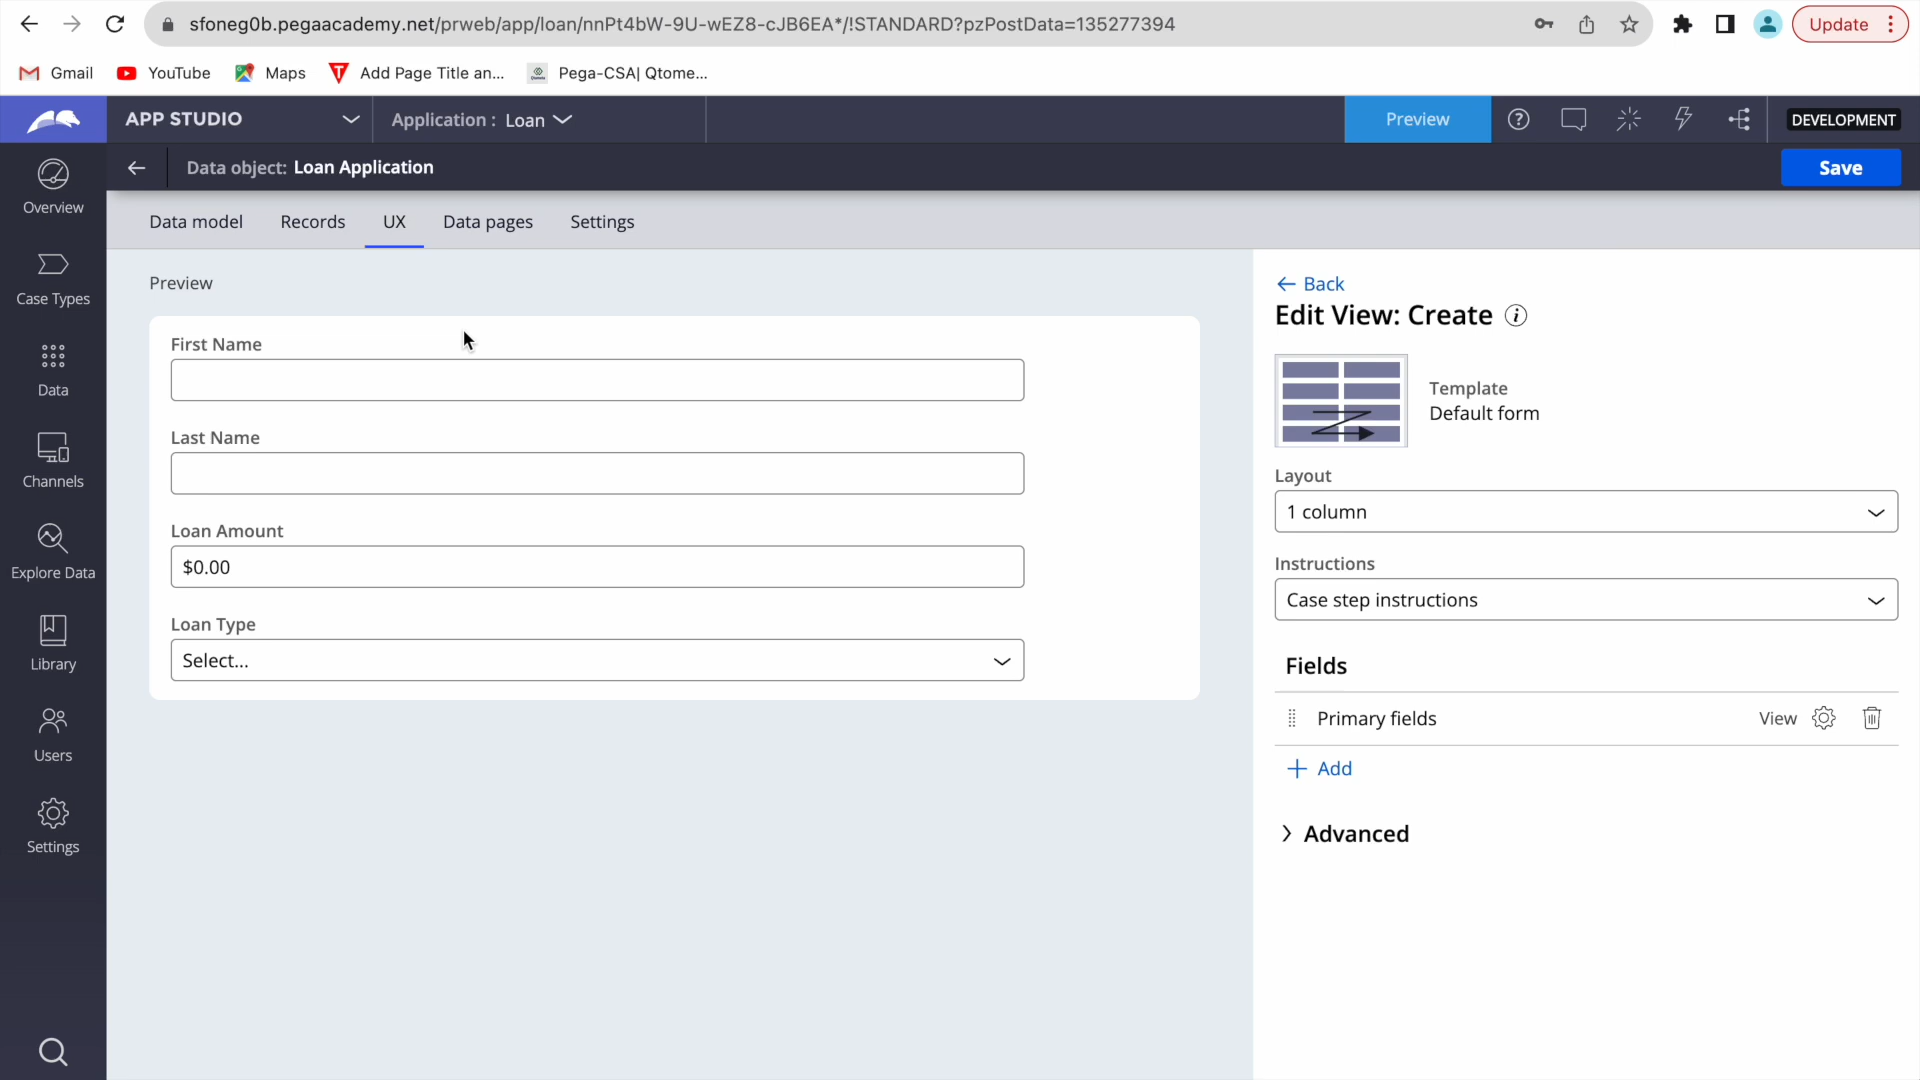 sfoneg0b.pegaacademy.net/prweb/app/loan/nnPt4bW-9U-wEZ8-cJB6EA*/!STANDARD?pzPostData=135277394
Update
Gmail
YouTube
Maps
Add Page Title an...
Pega-CSA| Qtome...
APP STUDIO
Application : Loan
Preview
DEVELOPMENT
Data object: Loan Application
Save
Overview
Case Types
Data
Channels
Explore Data
Library
Users
Settings
Data model
Records
UX
Data pages
Settings
Preview
First Name
Last Name
Loan Amount
$0.00
Loan Type
Select...
Back
Edit View: Create
Template
Default form
Layout
1 column
Instructions
Case step instructions
Fields
Primary fields
View
Add
Advanced